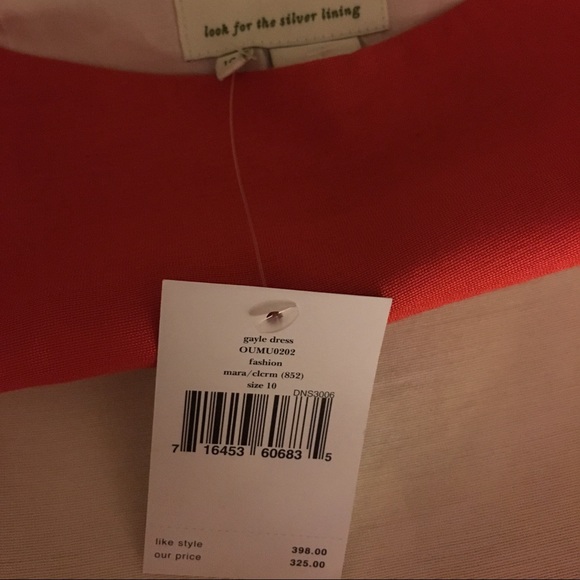 look for the silver lining
gayle dress
OUMU0202
fashion
mara/clcrm (852)
size 10
DNS3006
7 16453 60683 5
like style 398.00
our price 325.00